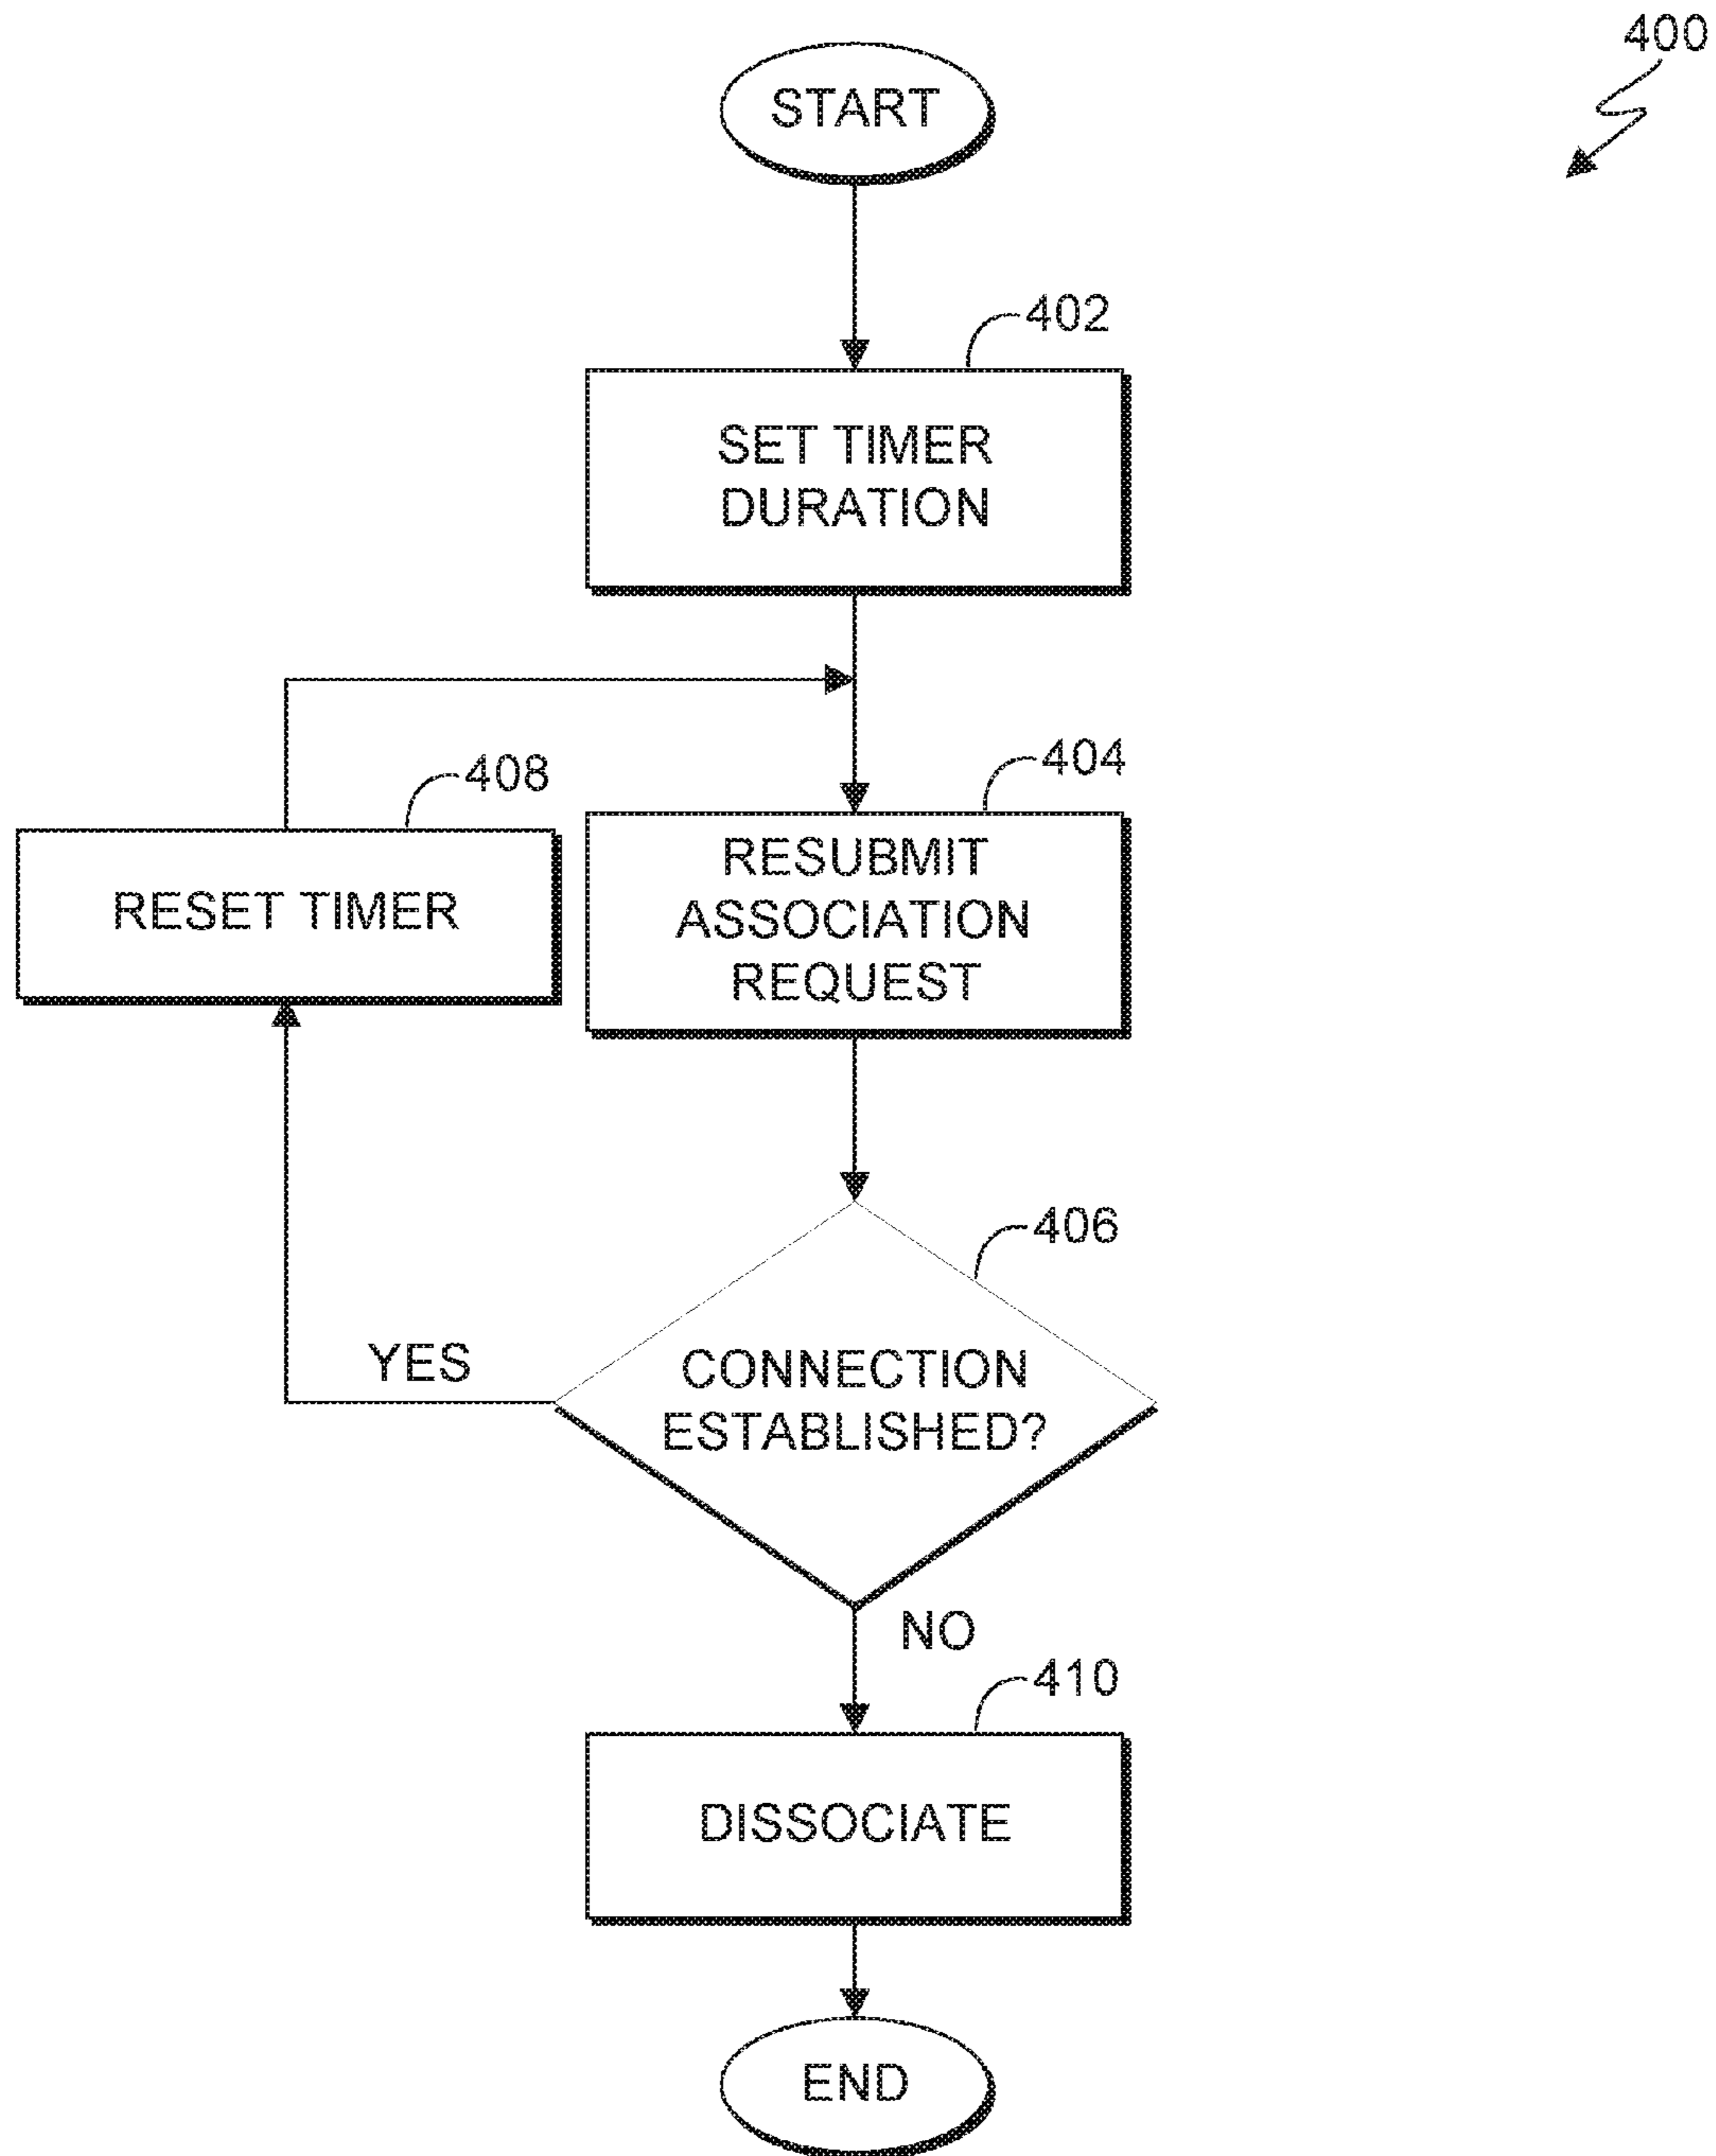 400
START
402
SET TIMER
DURATION
408
404
RESET TIMER
RESUBMIT
ASSOCIATION
REQUEST
406
YES
CONNECTION
ESTABLISHED?
NO
410
DISSOCIATE
END